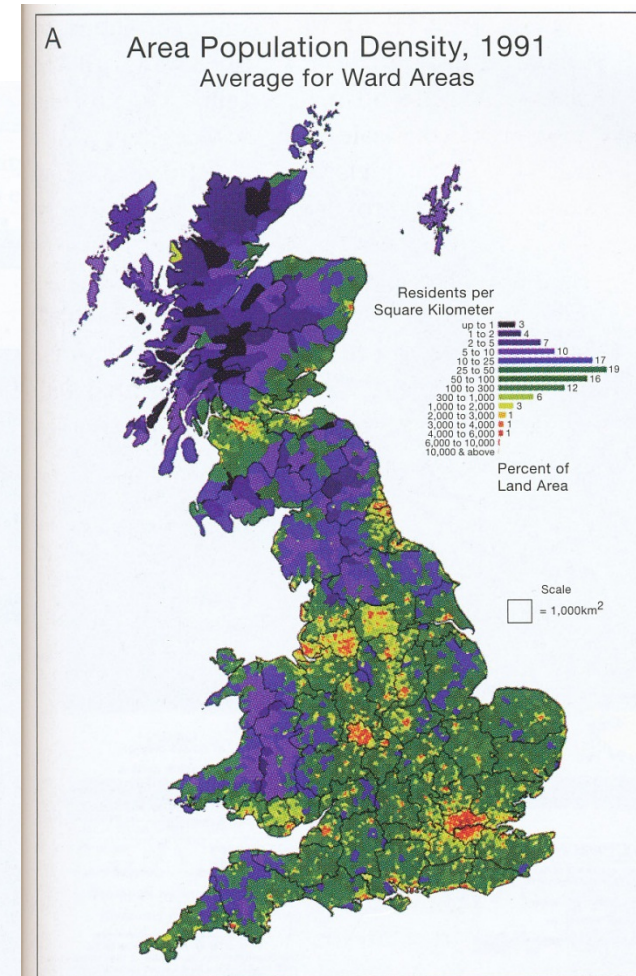 A
Area Population Density, 1991
Average for Ward Areas
Residents per
Square Kilometer
up to 1 3
1 to 2 4
2 to 5 7
5 to 10 10
10 to 25 17
25 to 50 19
50 to 100 16
100 to 300 12
300 to 1,000 6
1,000 to 2,000 3
2,000 to 3,000 1
3,000 to 4,000 1
4,000 to 6,000 1
6,000 to 10,000
10,000 & above
Percent of
Land Area
Scale
= 1,000km²